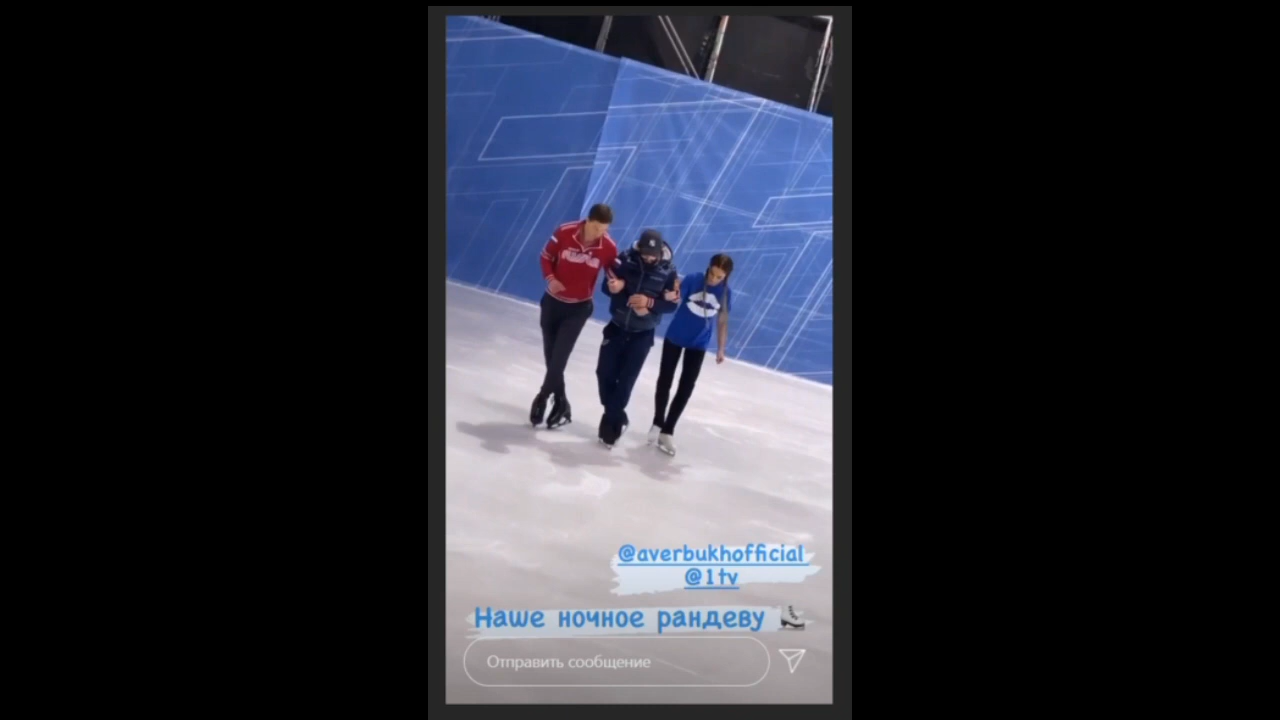 @averbukhofficial
@1tv
Наше ночное рандеву
Отправить сообщение